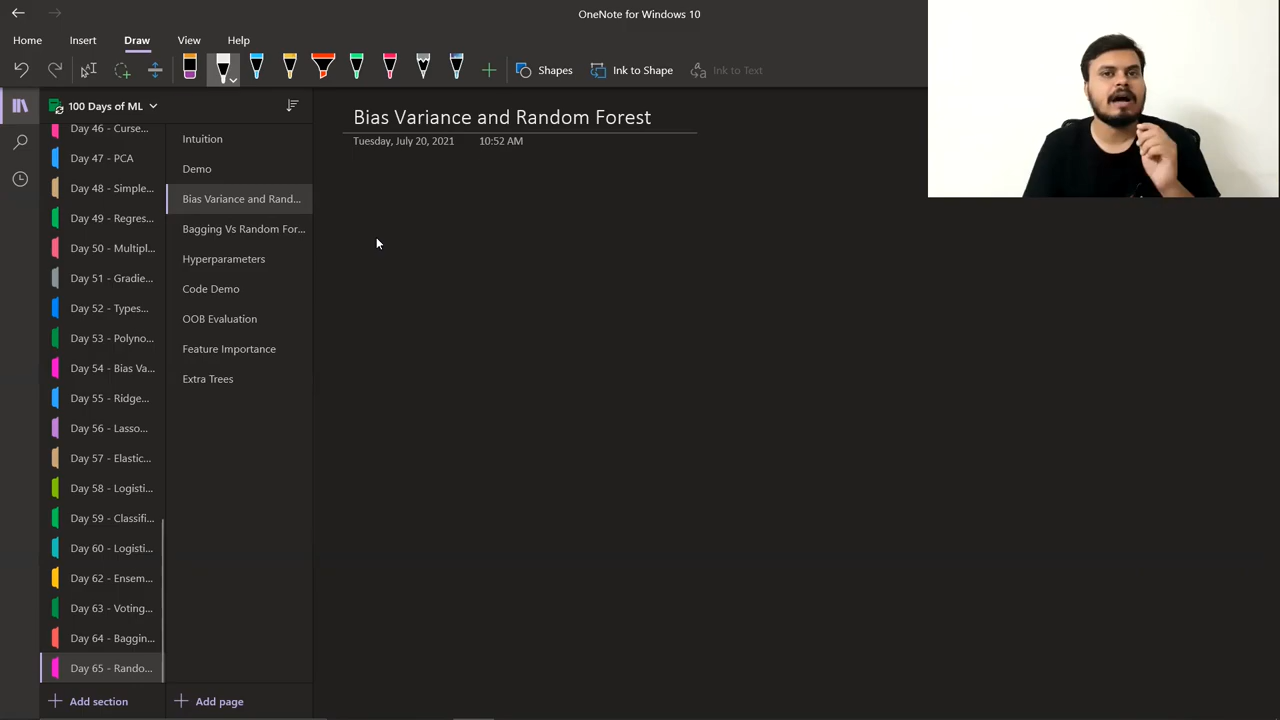 OneNote for Windows 10
Home
Insert
Draw
View
Help
Shapes
Ink to Shape
Ink to Text
100 Days of ML
Day 46 - Curse...
Day 47 - PCA
Day 48 - Simple...
Day 49 - Regres...
Day 50 - Multipl...
Day 51 - Gradie...
Day 52 - Types...
Day 53 - Polyno...
Day 54 - Bias Va...
Day 55 - Ridge...
Day 56 - Lasso...
Day 57 - Elastic...
Day 58 - Logisti...
Day 59 - Classifi...
Day 60 - Logisti...
Day 62 - Ensem...
Day 63 - Voting...
Day 64 - Baggin...
Day 65 - Rando...
Add section
Intuition
Demo
Bias Variance and Rand...
Bagging Vs Random For...
Hyperparameters
Code Demo
OOB Evaluation
Feature Importance
Extra Trees
Add page
Bias Variance and Random Forest
Tuesday, July 20, 2021 10:52 AM